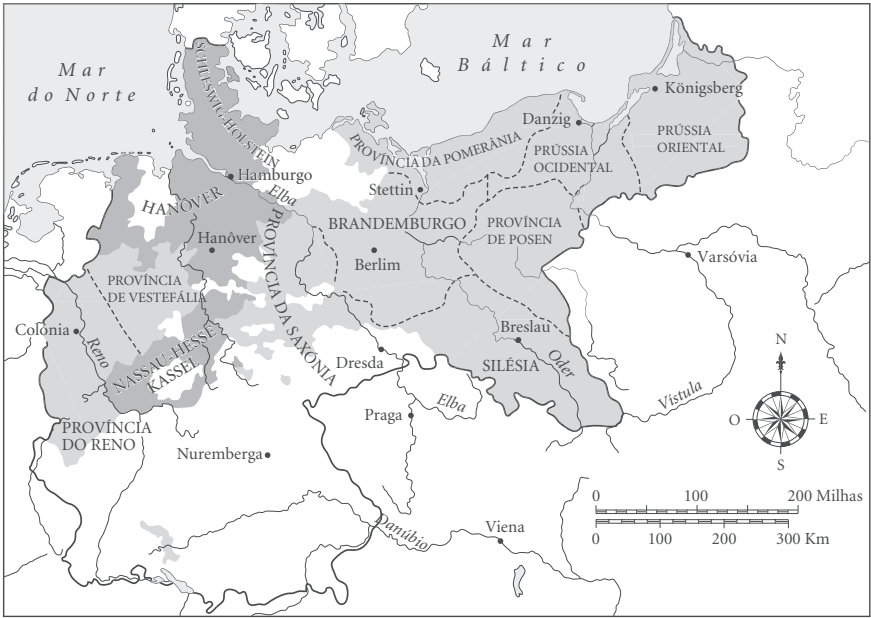 Mar
do Norte
Mar
Báltico
SCHLESWIG-HOLSTEIN
Königsberg
Danzig
PRÚSSIA
ORIENTAL
PROVÍNCIA DA POMERÂNIA
PRÚSSIA
OCIDENTAL
Hamburgo
Stettin
Elba
HANÔVER
BRANDEMBURGO
PROVÍNCIA
DE POSEN
Hanôver
Berlim
Varsóvia
PROVÍNCIA
DE VESTEFÁLIA
PROVÍNCIA DA SAXONIA
Colônia
Reno
NASSAU-HESSE
KASSEL
Breslau
Dresda
SILÉSIA
Oder
Vístula
Elba
Praga
PROVÍNCIA
DO RENO
Nuremberga
Danúbio
Viena
N
O
E
S
0 100 200 Milhas
0 100 200 300 Km